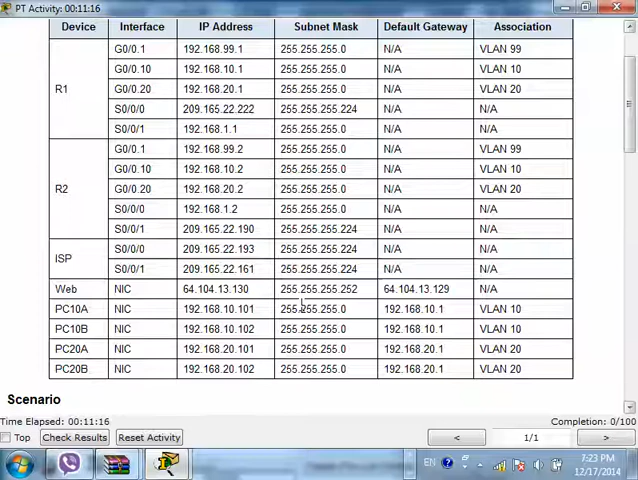 PT Activity: 00:11:16
Device Interface IP Address Subnet Mask Default Gateway Association
R1
G0/0.1 192.168.99.1 255.255.255.0 N/A VLAN 99
G0/0.10 192.168.10.1 255.255.255.0 N/A VLAN 10
G0/0.20 192.168.20.1 255.255.255.0 N/A VLAN 20
S0/0/0 209.165.22.222 255.255.255.224 N/A N/A
S0/0/1 192.168.1.1 255.255.255.0 N/A N/A
R2
G0/0.1 192.168.99.2 255.255.255.0 N/A VLAN 99
G0/0.10 192.168.10.2 255.255.255.0 N/A VLAN 10
G0/0.20 192.168.20.2 255.255.255.0 N/A VLAN 20
S0/0/0 192.168.1.2 255.255.255.0 N/A N/A
S0/0/1 209.165.22.190 255.255.255.224 N/A N/A
ISP
S0/0/0 209.165.22.193 255.255.255.224 N/A N/A
S0/0/1 209.165.22.161 255.255.255.224 N/A N/A
Web NIC 64.104.13.130 255.255.255.252 64.104.13.129 N/A
PC10A NIC 192.168.10.101 255.255.255.0 192.168.10.1 VLAN 10
PC10B NIC 192.168.10.102 255.255.255.0 192.168.10.1 VLAN 10
PC20A NIC 192.168.20.101 255.255.255.0 192.168.20.1 VLAN 20
PC20B NIC 192.168.20.102 255.255.255.0 192.168.20.1 VLAN 20
Scenario
Time Elapsed: 00:11:16 Completion: 0/100
Top Check Results Reset Activity < 1/1 >
EN 7:23 PM
12/17/2014